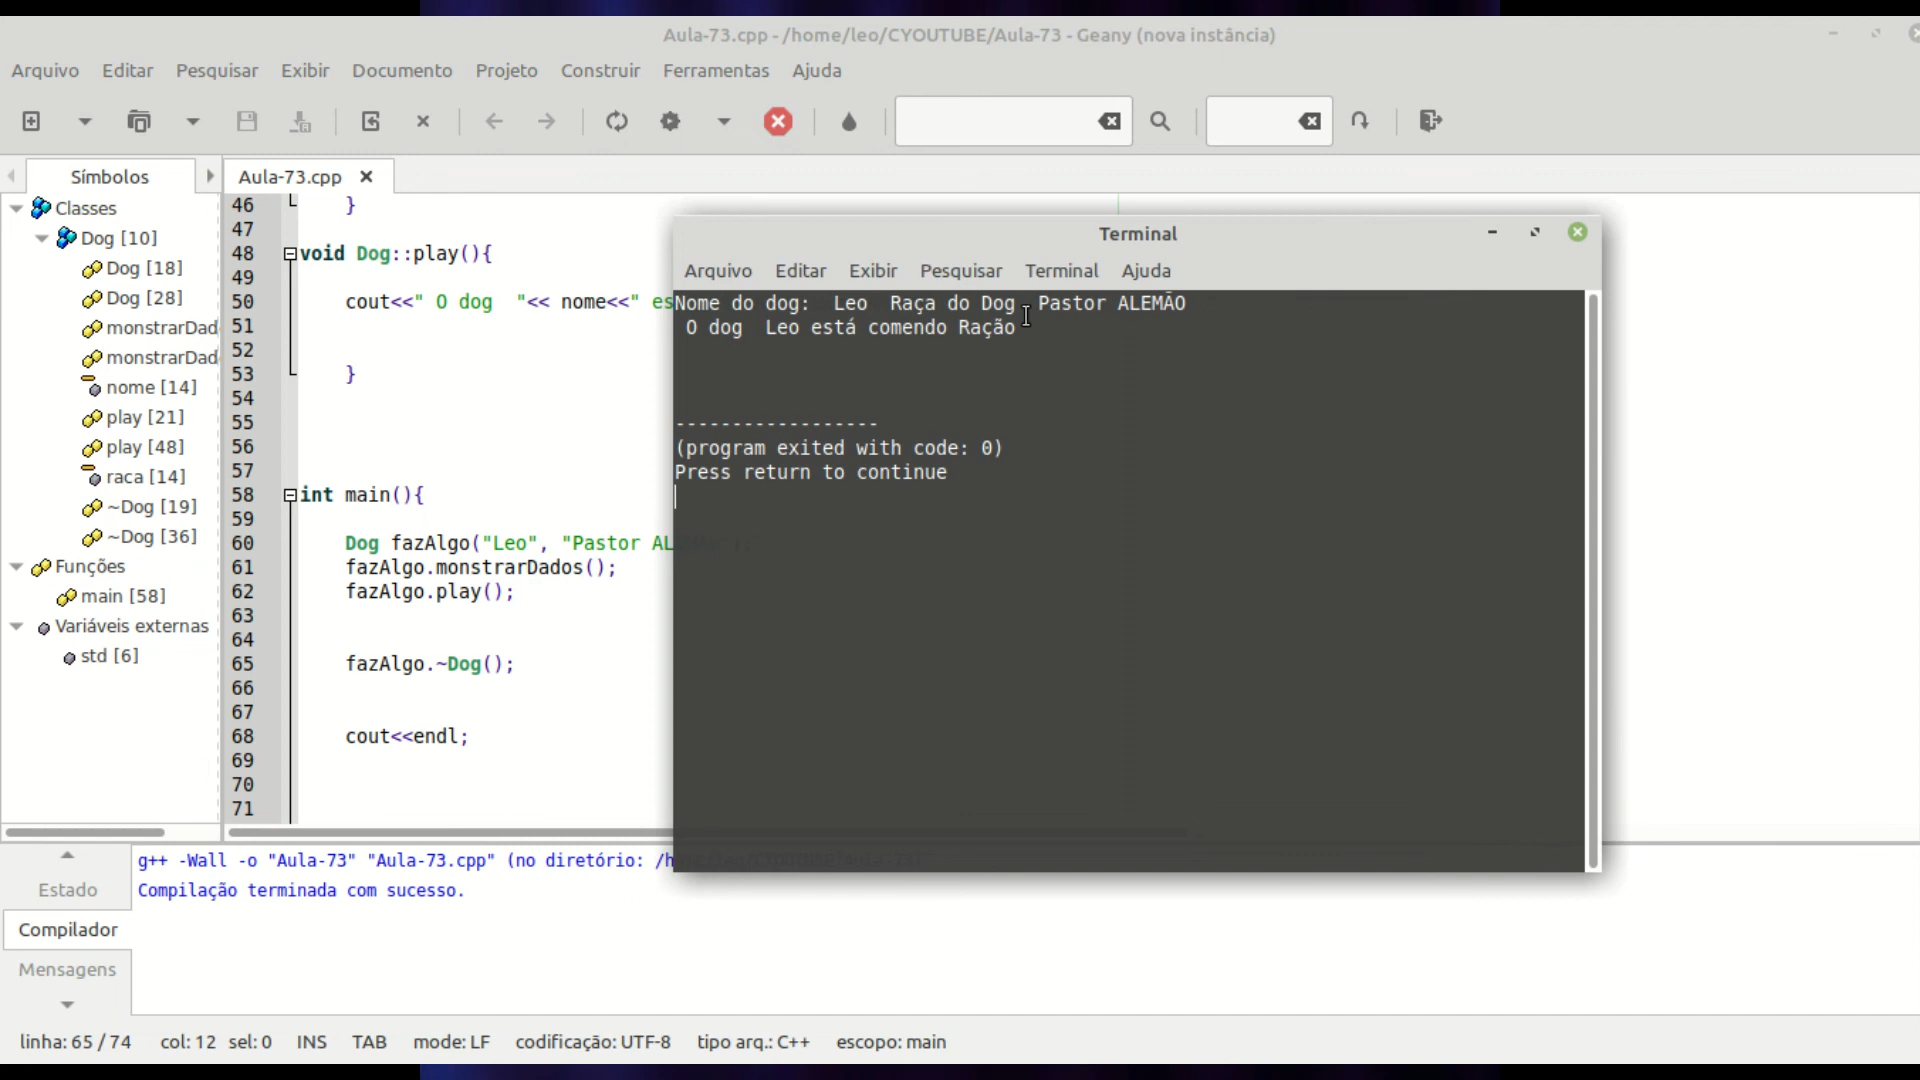 Aula-73.cpp - /home/leo/CYOUTUBE/Aula-73 - Geany (nova instância)
Arquivo Editar Pesquisar Exibir Documento Projeto Construir Ferramentas Ajuda
Símbolos
Classes
Dog [10]
Dog [18]
Dog [28]
monstrarDad
monstrarDad
nome [14]
play [21]
play [48]
raca [14]
~Dog [19]
~Dog [36]
Funções
main [58]
Variáveis externas
std [6]
Aula-73.cpp
46 }
47
48 void Dog::play(){
49
50 cout<<" O dog  "<< nome<<" es
51
52
53 }
54
55
56
57
58 int main(){
59
60 Dog fazAlgo("Leo", "Pastor AL
61 fazAlgo.monstrarDados();
62 fazAlgo.play();
63
64
65 fazAlgo.~Dog();
66
67
68 cout<<endl;
69
70
71
Terminal
Arquivo Editar Exibir Pesquisar Terminal Ajuda
Nome do dog:  Leo  Raça do Dog  Pastor ALEMÃO
O dog  Leo está comendo Ração
------------------
(program exited with code: 0)
Press return to continue
Estado
Compilador
Mensagens
g++ -Wall -o "Aula-73" "Aula-73.cpp" (no diretório: /h
Compilação terminada com sucesso.
linha: 65 / 74 col: 12 sel: 0 INS TAB mode: LF codificação: UTF-8 tipo arq.: C++ escopo: main